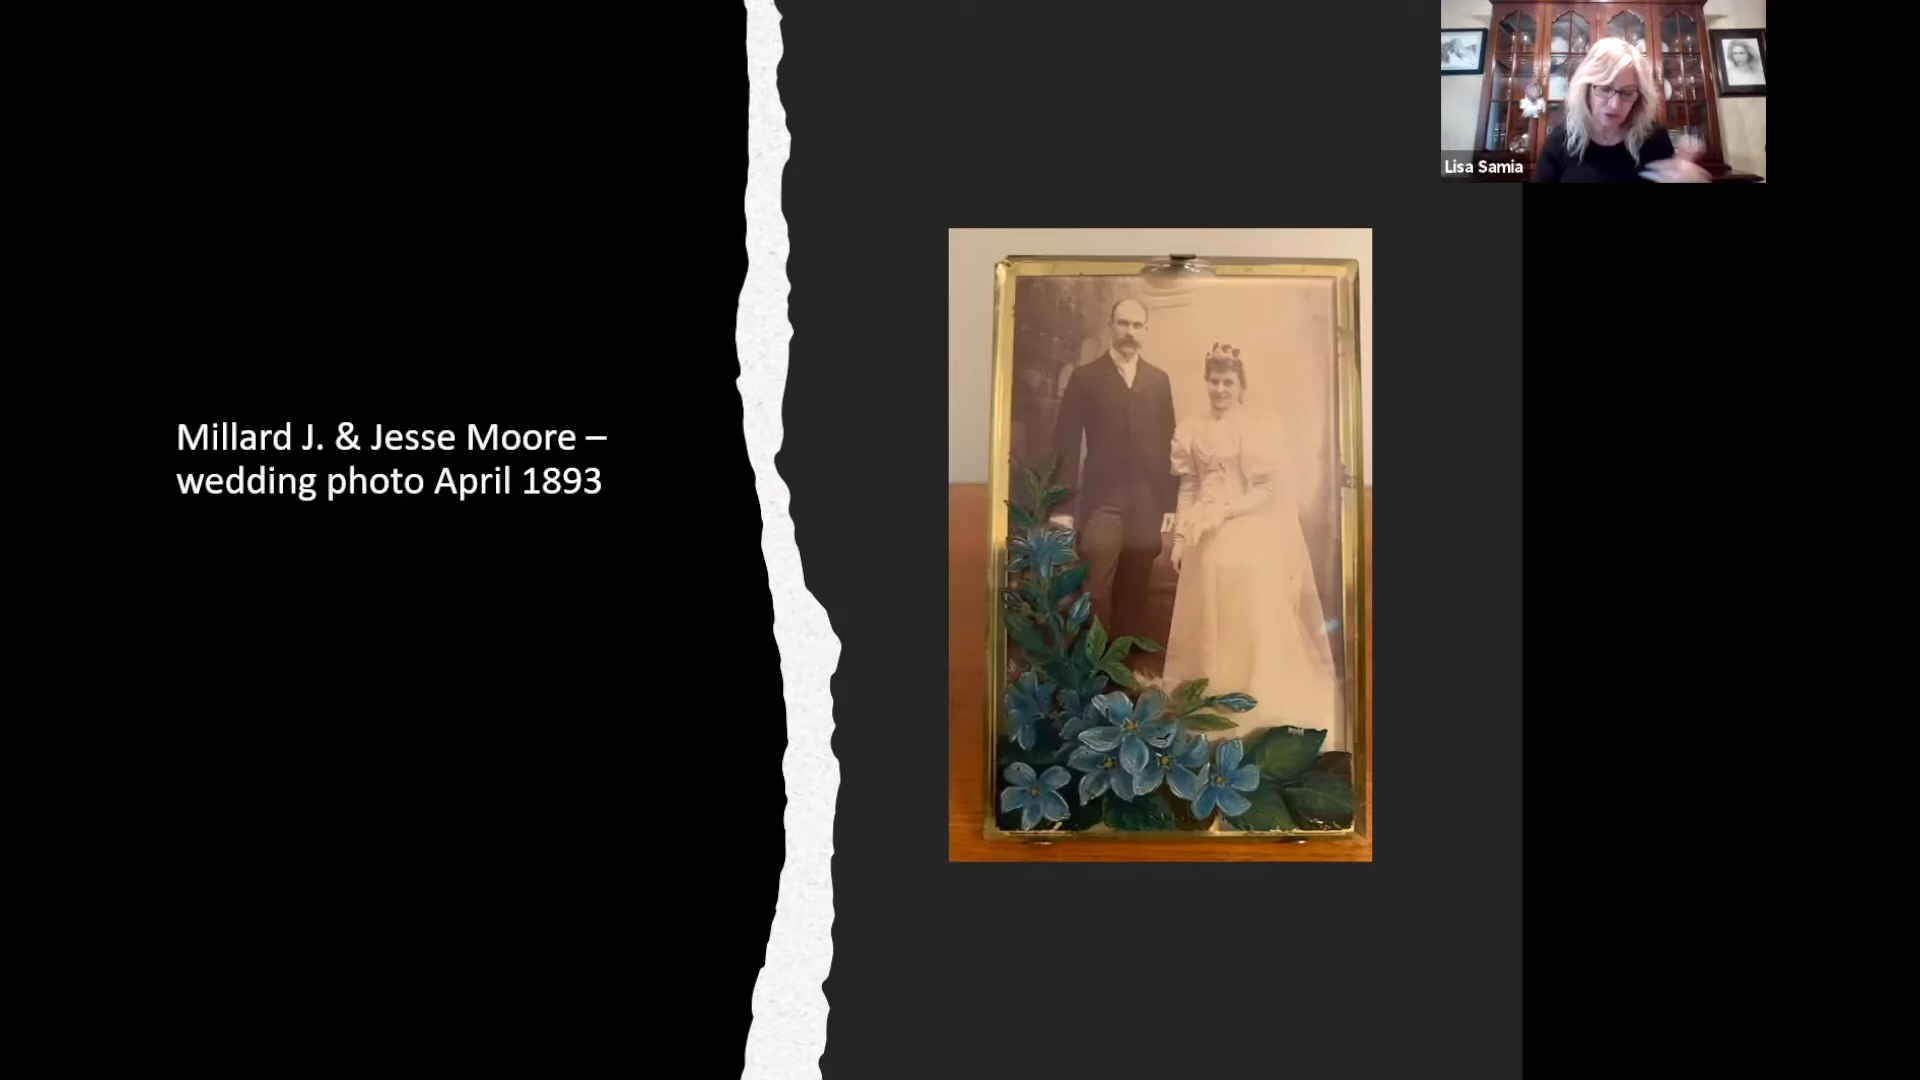 Millard J. & Jesse Moore –
wedding photo April 1893
Lisa Samia